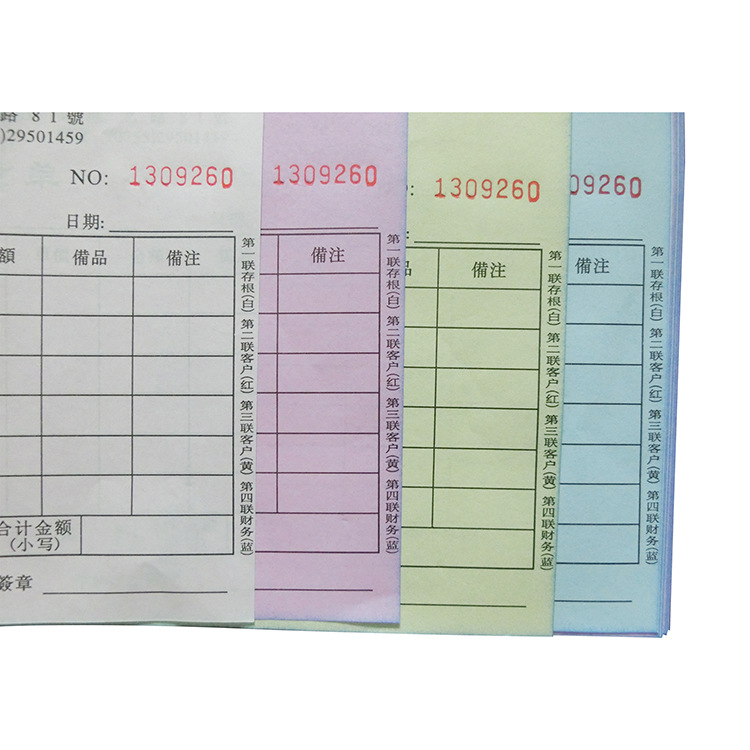 路 81號
)29501459
NO: 1309260
日期:
額 備品 備注
合计金额
(小写)
簽章
第一联存根(白) 第二联客户(红) 第三联客户(黄) 第四联财务(蓝)
1309260
備注
第一联存根(白) 第二联客户(红) 第三联客户(黄) 第四联财务(蓝)
: 1309260
:
品 備注
第一联存根(白) 第二联客户(红) 第三联客户(黄) 第四联财务(蓝)
09260
備注
第一联存根(白) 第二联客户(红) 第三联客户(黄) 第四联财务(蓝)